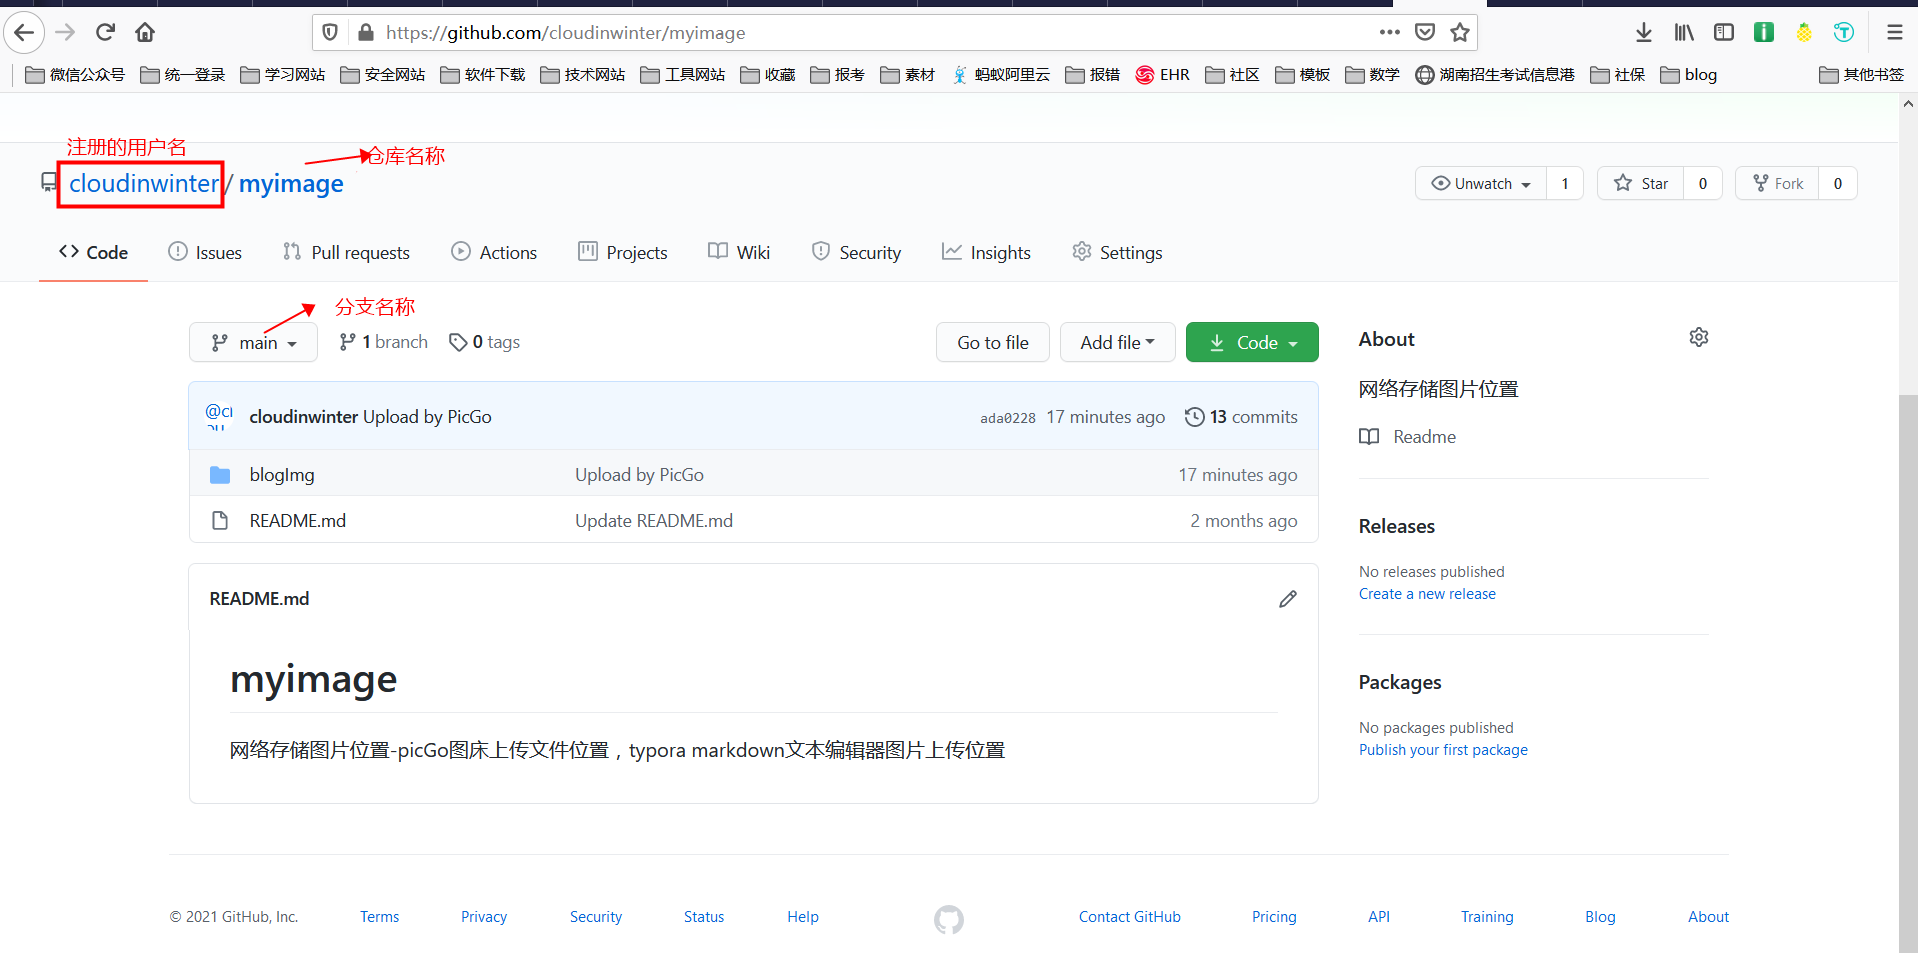 https://github.com/cloudinwinter/myimage
微信公众号 统一登录 学习网站 安全网站 软件下载 技术网站 工具网站 收藏 报考 素材 蚂蚁阿里云 报错 EHR 社区 模板 数学 湖南招生考试信息港 社保 blog 其他书签
注册的用户名
仓库名称
cloudinwinter / myimage
Unwatch 1 Star 0 Fork 0
Code Issues Pull requests Actions Projects Wiki Security Insights Settings
分支名称
main 1 branch 0 tags Go to file Add file Code
About
网络存储图片位置
Readme
cloudinwinter Upload by PicGo ada0228 17 minutes ago 13 commits
blogImg Upload by PicGo 17 minutes ago
README.md Update README.md 2 months ago
Releases
No releases published
Create a new release
README.md
myimage
网络存储图片位置-picGo图床上传文件位置，typora markdown文本编辑器图片上传位置
Packages
No packages published
Publish your first package
© 2021 GitHub, Inc. Terms Privacy Security Status Help Contact GitHub Pricing API Training Blog About